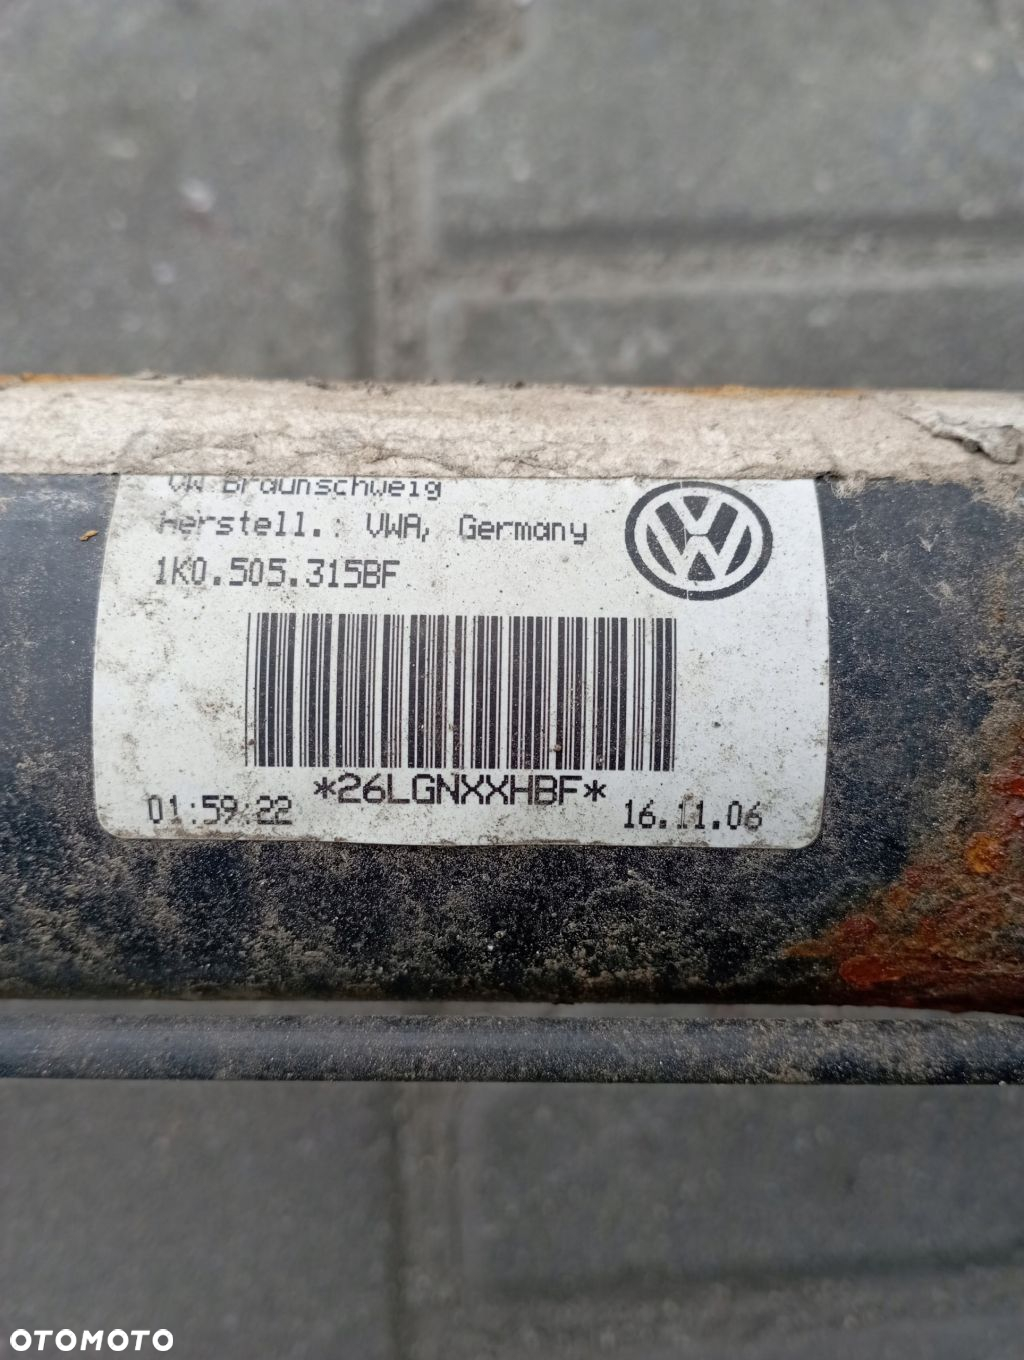 VW Braunschweig
Herstell.: VWA, Germany
1K0.505.315BF
*26LGNXXHBF*
01:59:22
16.11.06
OTOMOTO